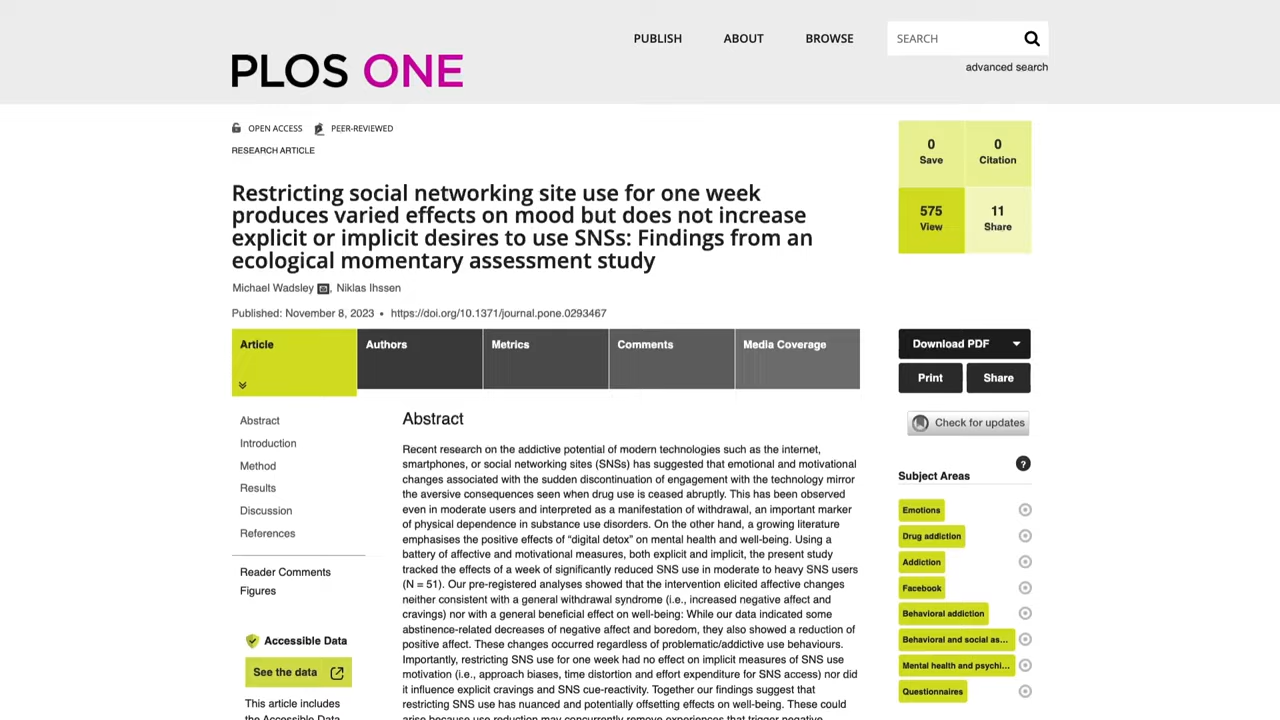 PUBLISH
ABOUT
BROWSE
SEARCH
advanced search
PLOS ONE
OPEN ACCESS
PEER-REVIEWED
RESEARCH ARTICLE
Restricting social networking site use for one week
produces varied effects on mood but does not increase
explicit or implicit desires to use SNSs: Findings from an
ecological momentary assessment study
Michael Wadsley , Niklas Ihssen
Published: November 8, 2023 • https://doi.org/10.1371/journal.pone.0293467
0
Save
0
Citation
575
View
11
Share
Article
Authors
Metrics
Comments
Media Coverage
Download PDF
Print
Share
Check for updates
Abstract
Introduction
Method
Results
Discussion
References
Reader Comments
Figures
Accessible Data
See the data
This article includes
the Accessible Data
Abstract
Recent research on the addictive potential of modern technologies such as the internet,
smartphones, or social networking sites (SNSs) has suggested that emotional and motivational
changes associated with the sudden discontinuation of engagement with the technology mirror
the aversive consequences seen when drug use is ceased abruptly. This has been observed
even in moderate users and interpreted as a manifestation of withdrawal, an important marker
of physical dependence in substance use disorders. On the other hand, a growing literature
emphasises the positive effects of “digital detox” on mental health and well-being. Using a
battery of affective and motivational measures, both explicit and implicit, the present study
tracked the effects of a week of significantly reduced SNS use in moderate to heavy SNS users
(N = 51). Our pre-registered analyses showed that the intervention elicited affective changes
neither consistent with a general withdrawal syndrome (i.e., increased negative affect and
cravings) nor with a general beneficial effect on well-being: While our data indicated some
abstinence-related decreases of negative affect and boredom, they also showed a reduction of
positive affect. These changes occurred regardless of problematic/addictive use behaviours.
Importantly, restricting SNS use for one week had no effect on implicit measures of SNS use
motivation (i.e., approach biases, time distortion and effort expenditure for SNS access) nor did
it influence explicit cravings and SNS cue-reactivity. Together our findings suggest that
restricting SNS use has nuanced and potentially offsetting effects on well-being. These could
arise because use reduction may concurrently remove experiences that trigger negative
?
Subject Areas
Emotions
Drug addiction
Addiction
Facebook
Behavioral addiction
Behavioral and social as...
Mental health and psychi...
Questionnaires